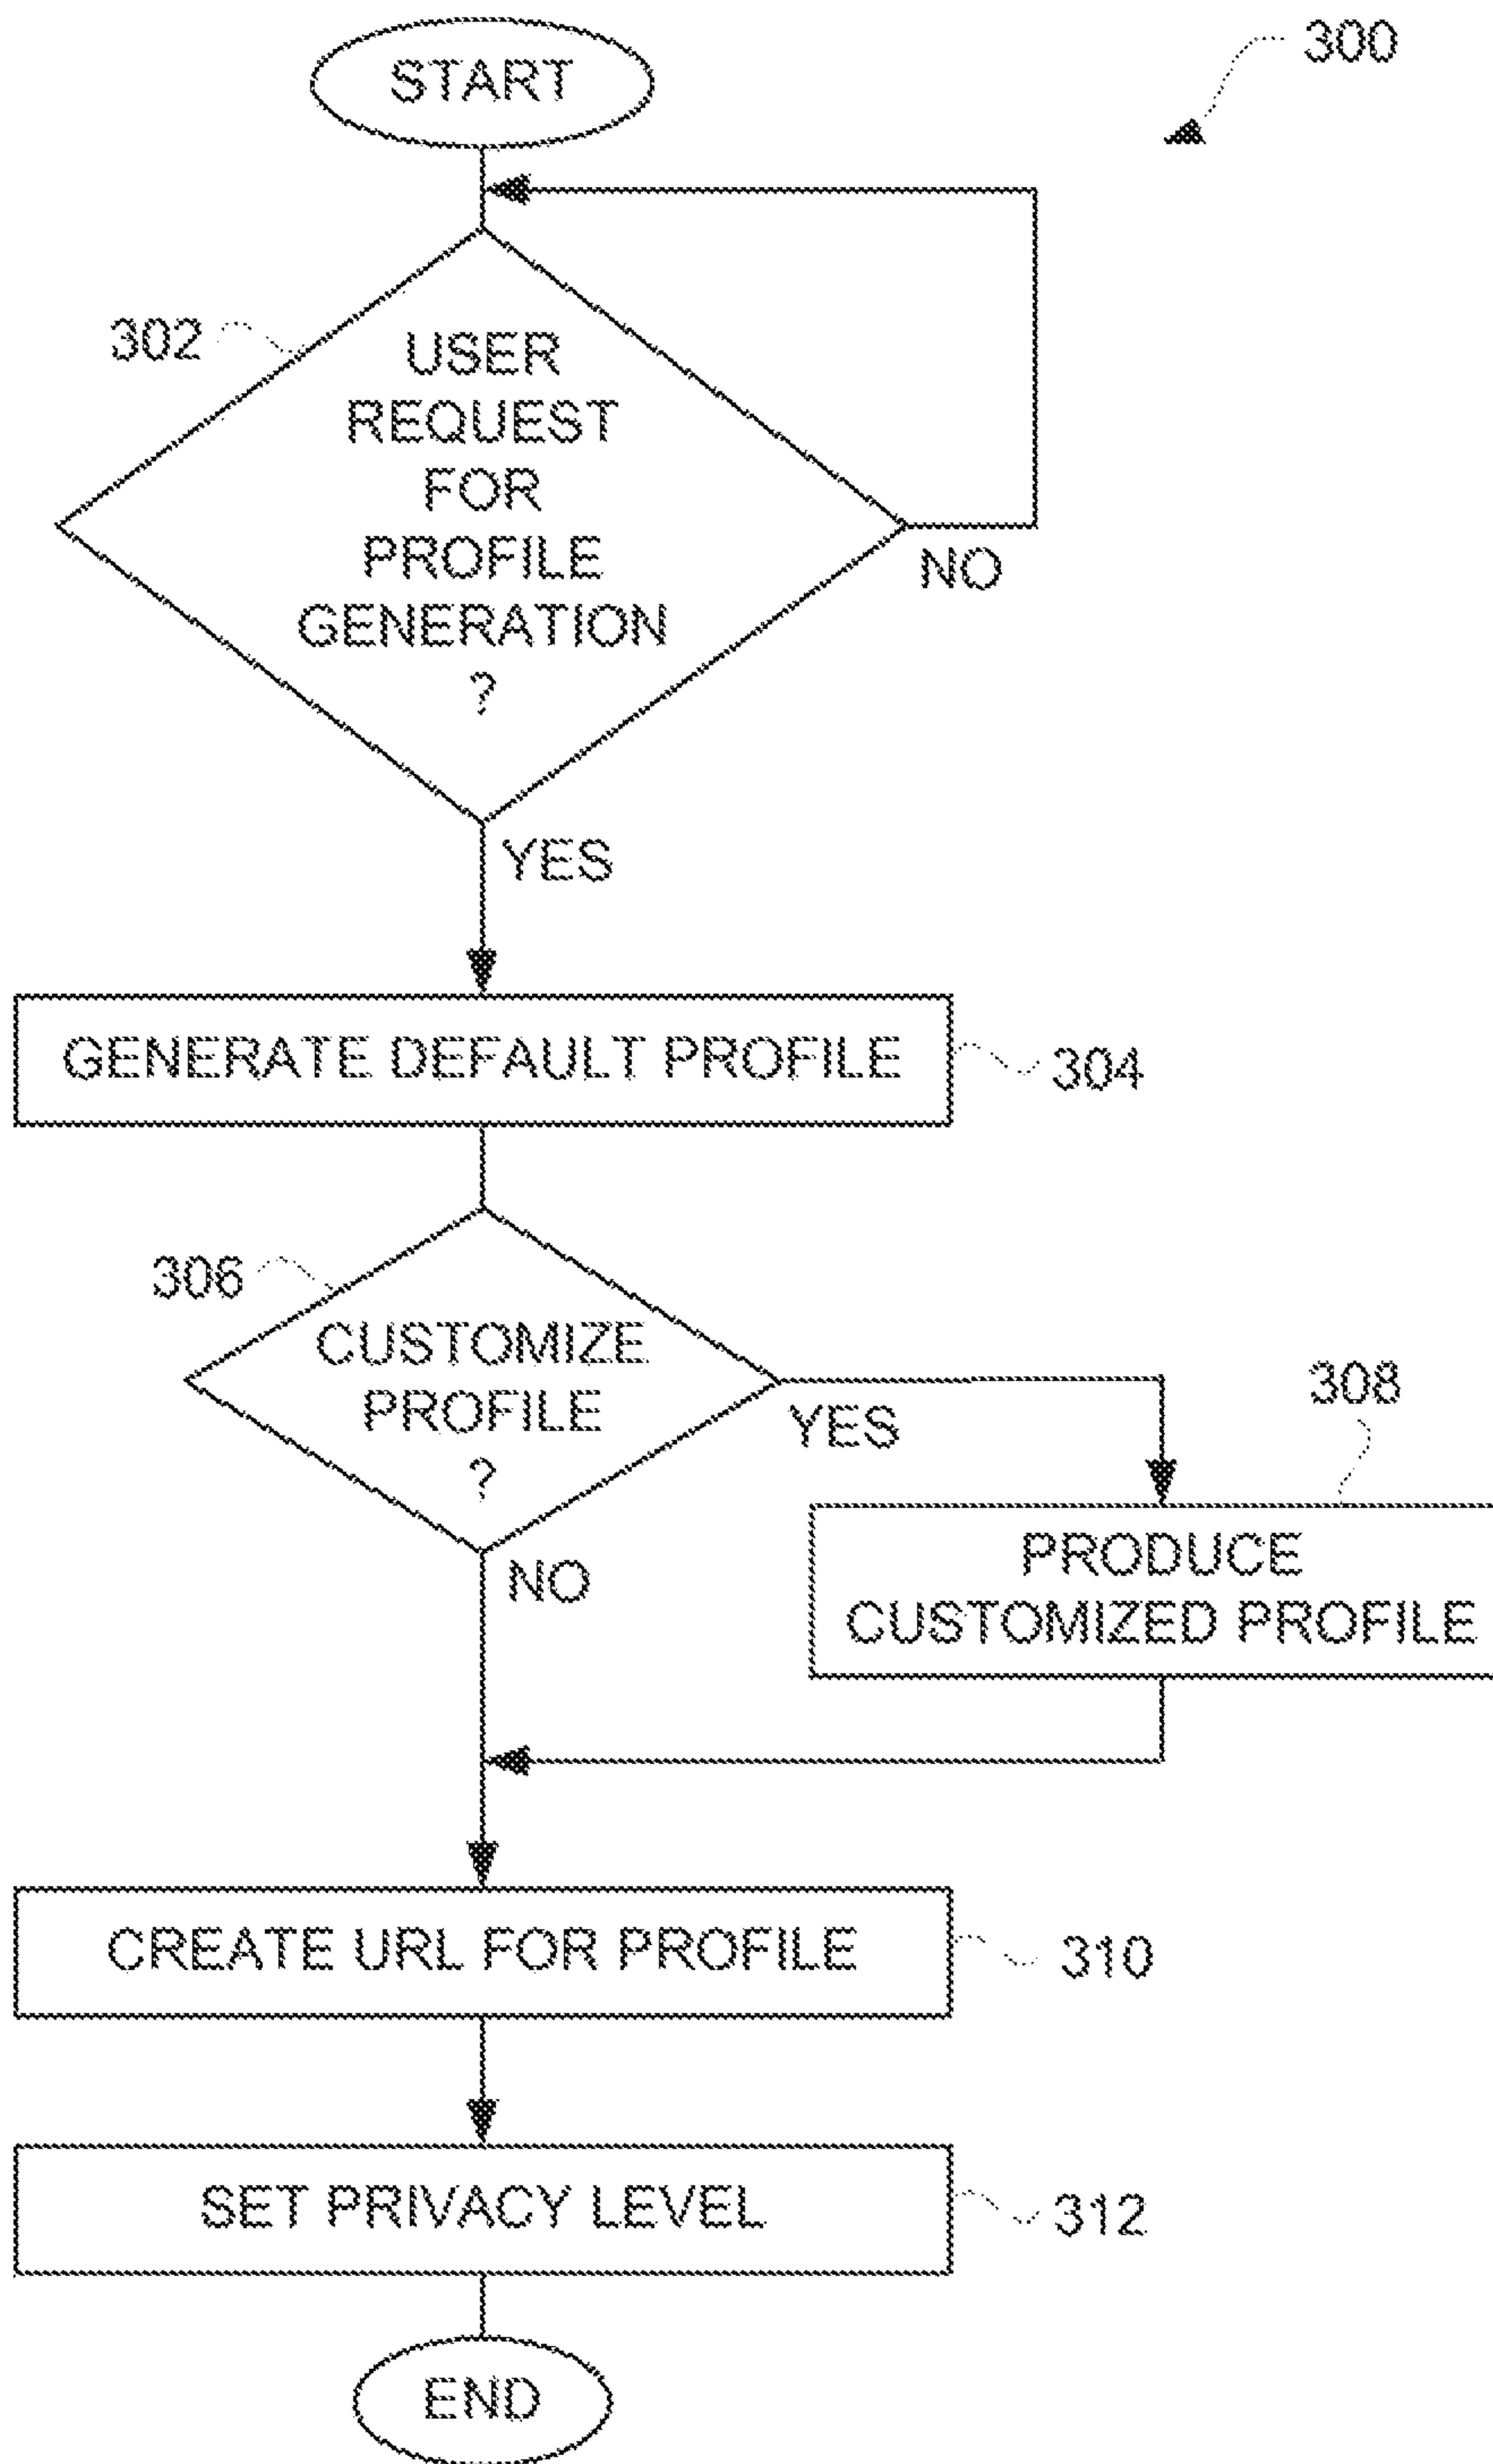 START
300
302
USER
REQUEST
FOR
PROFILE
GENERATION
?
NO
YES
GENERATE DEFAULT PROFILE
304
306
CUSTOMIZE
PROFILE
?
YES
308
NO
PRODUCE
CUSTOMIZED PROFILE
CREATE URL FOR PROFILE
310
SET PRIVACY LEVEL
312
END